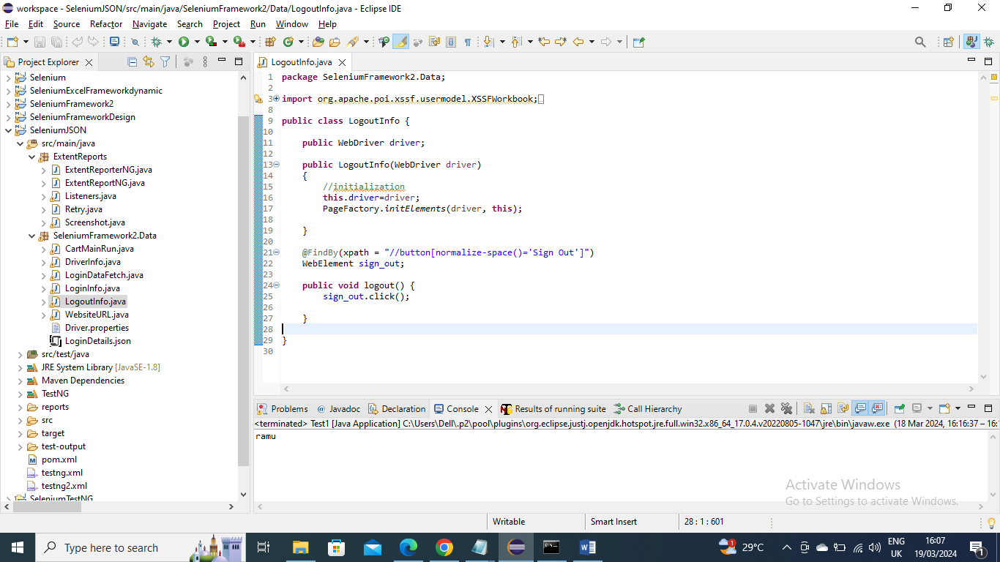 workspace - SeleniumJSON/src/main/java/SeleniumFramework2/Data/LogoutInfo.java - Eclipse IDE
File Edit Source Refactor Navigate Search Project Run Window Help
Project Explorer
Selenium
SeleniumExcelFrameworkdynamic
SeleniumFramework2
SeleniumFrameworkDesign
SeleniumJSON
src/main/java
ExtentReports
ExtentReporterNG.java
ExtentReportNG.java
Listeners.java
Retry.java
Screenshot.java
SeleniumFramework2.Data
CartMainRun.java
DriverInfo.java
LoginDataFetch.java
LoginInfo.java
LogoutInfo.java
WebsiteURL.java
Driver.properties
LoginDetails.json
src/test/java
JRE System Library [JavaSE-1.8]
Maven Dependencies
TestNG
reports
src
target
test-output
pom.xml
testng.xml
testng2.xml
SeleniumTestNG
LogoutInfo.java
1 package SeleniumFramework2.Data;
2
3 import org.apache.poi.xssf.usermodel.XSSFWorkbook;
8
9 public class LogoutInfo {
10
11 public WebDriver driver;
12
13 public LogoutInfo(WebDriver driver)
14 {
15 //initialization
16 this.driver=driver;
17 PageFactory.initElements(driver, this);
18
19 }
20
21 @FindBy(xpath = "//button[normalize-space()='Sign Out']")
22 WebElement sign_out;
23
24 public void logout() {
25 sign_out.click();
26
27 }
28
29 }
30
Problems @ Javadoc Declaration Console Results of running suite Call Hierarchy
<terminated> Test1 [Java Application] C:\Users\Dell\.p2\pool\plugins\org.eclipse.justj.openjdk.hotspot.jre.full.win32.x86_64_17.0.4.v20220805-1047\jre\bin\javaw.exe (18 Mar 2024, 16:16:37 – 16:
ramu
Activate Windows
Go to Settings to activate Windows.
Writable Smart Insert 28 : 1 : 601
Type here to search
1 29°C ENG 16:07
UK 19/03/2024 1